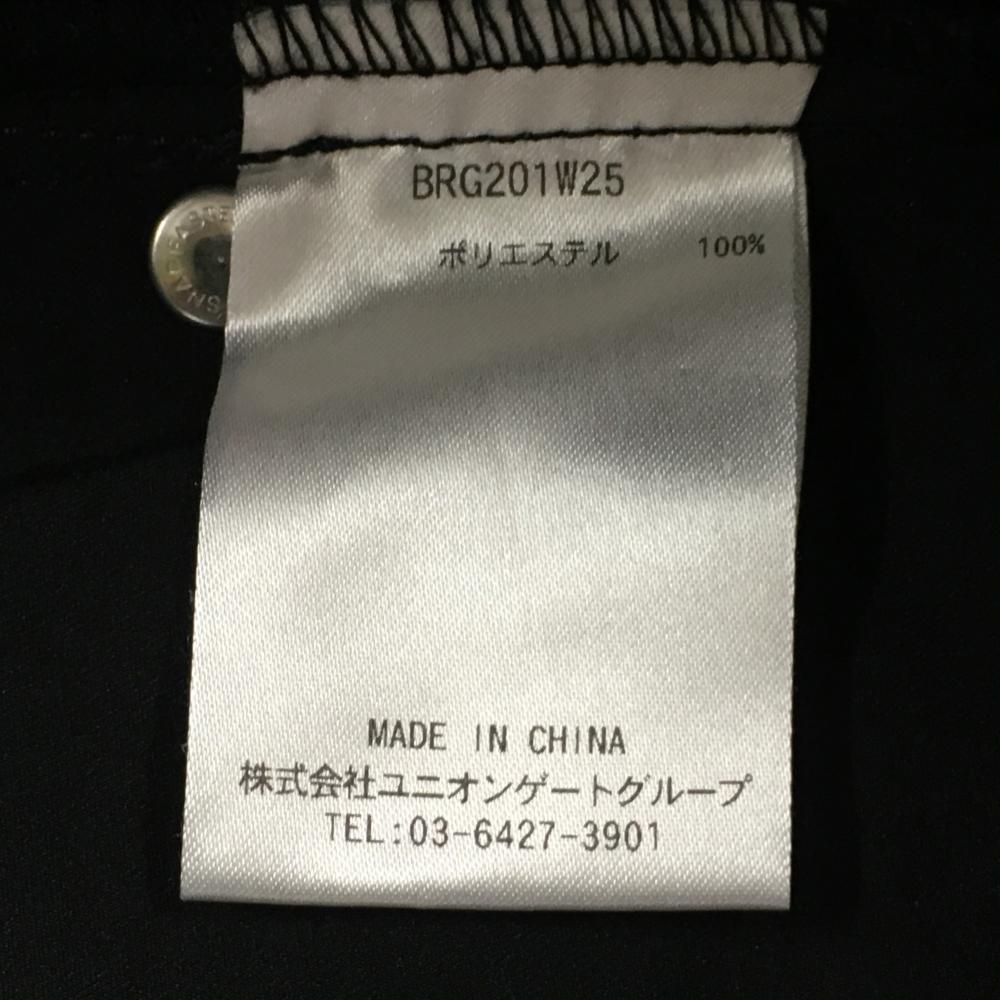 BRG201W25
ポリエステル 100%
MADE IN CHINA
株式会社ユニオンゲートグループ
TEL:03-6427-3901